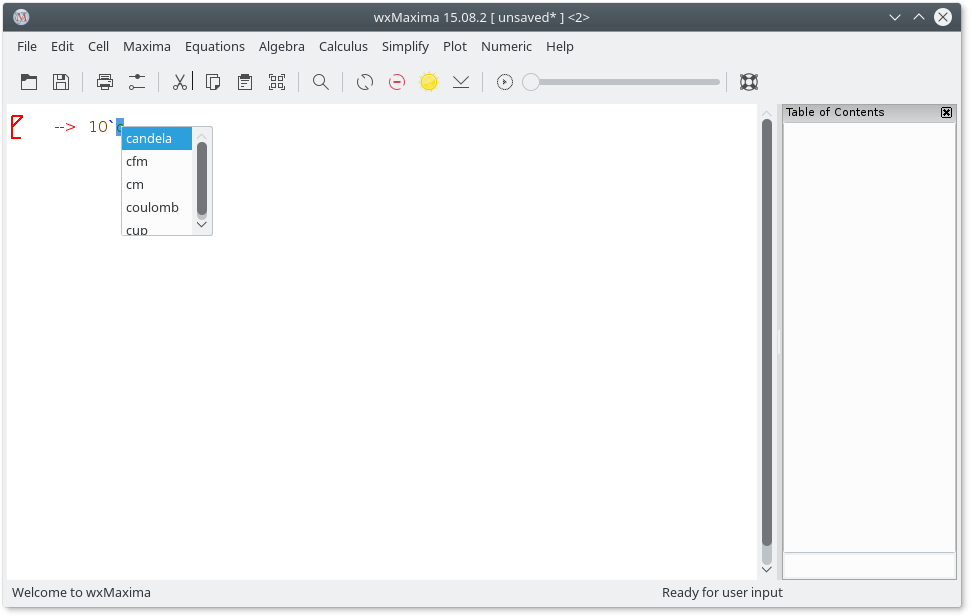 wxMaxima 15.08.2 [ unsaved* ] <2>
File Edit Cell Maxima Equations Algebra Calculus Simplify Plot Numeric Help
Table of Contents
--> 10`c
candela
cfm
cm
coulomb
cup
Welcome to wxMaxima
Ready for user input